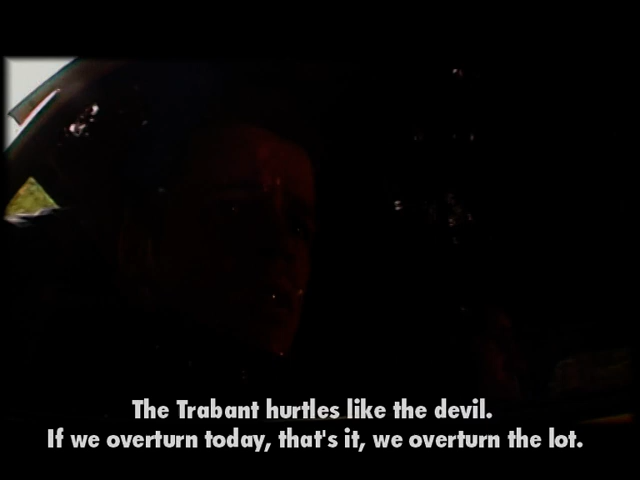 The Trabant hurtles like the devil.
If we overturn today, that's it, we overturn the lot.